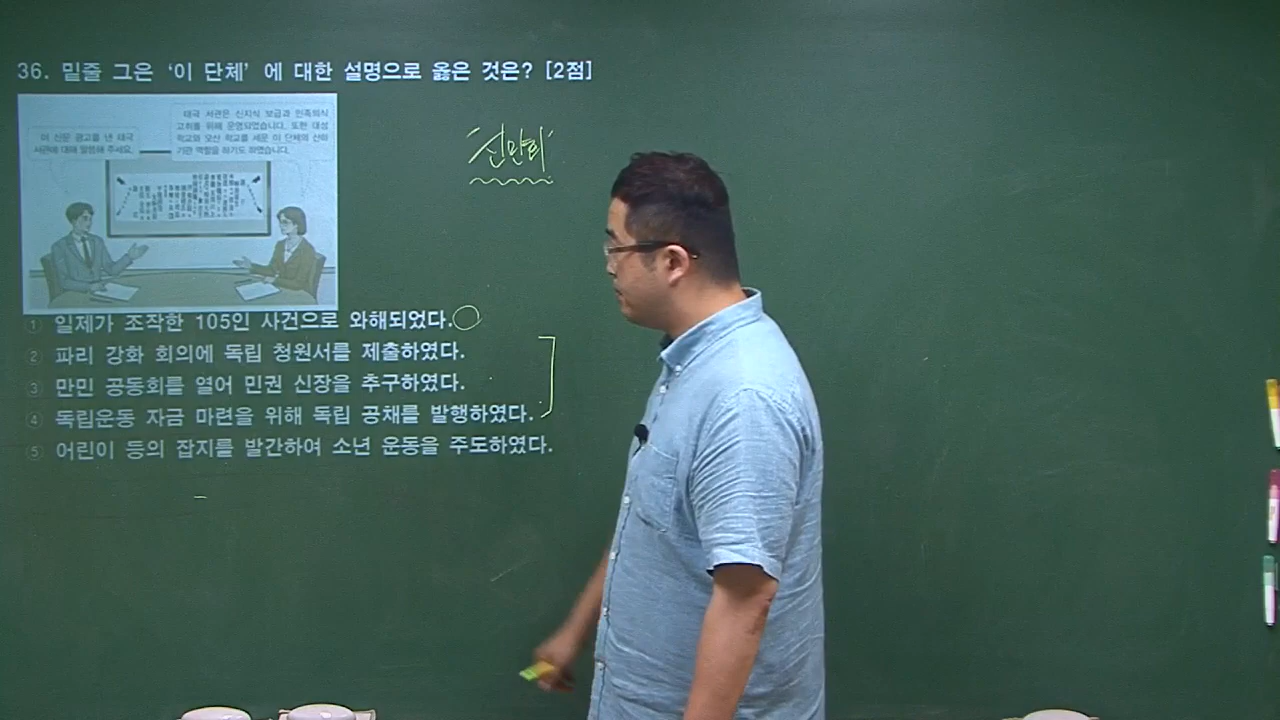 36. 밑줄 그은 '이 단체' 에 대한 설명으로 옳은 것은? [2점]
이 신문 광고를 낸 태극
서관에 대해 말씀해 주세요.
태극 서관은 신지식 보급과 민족의식
고취를 위해 운영되었습니다. 또한 대성
학교와 오산 학교를 세운 이 단체의 산하
기관 역할을 하기도 하였습니다.
신민회
① 일제가 조작한 105인 사건으로 와해되었다.
② 파리 강화 회의에 독립 청원서를 제출하였다.
③ 만민 공동회를 열어 민권 신장을 추구하였다.
④ 독립운동 자금 마련을 위해 독립 공채를 발행하였다.
⑤ 어린이 등의 잡지를 발간하여 소년 운동을 주도하였다.